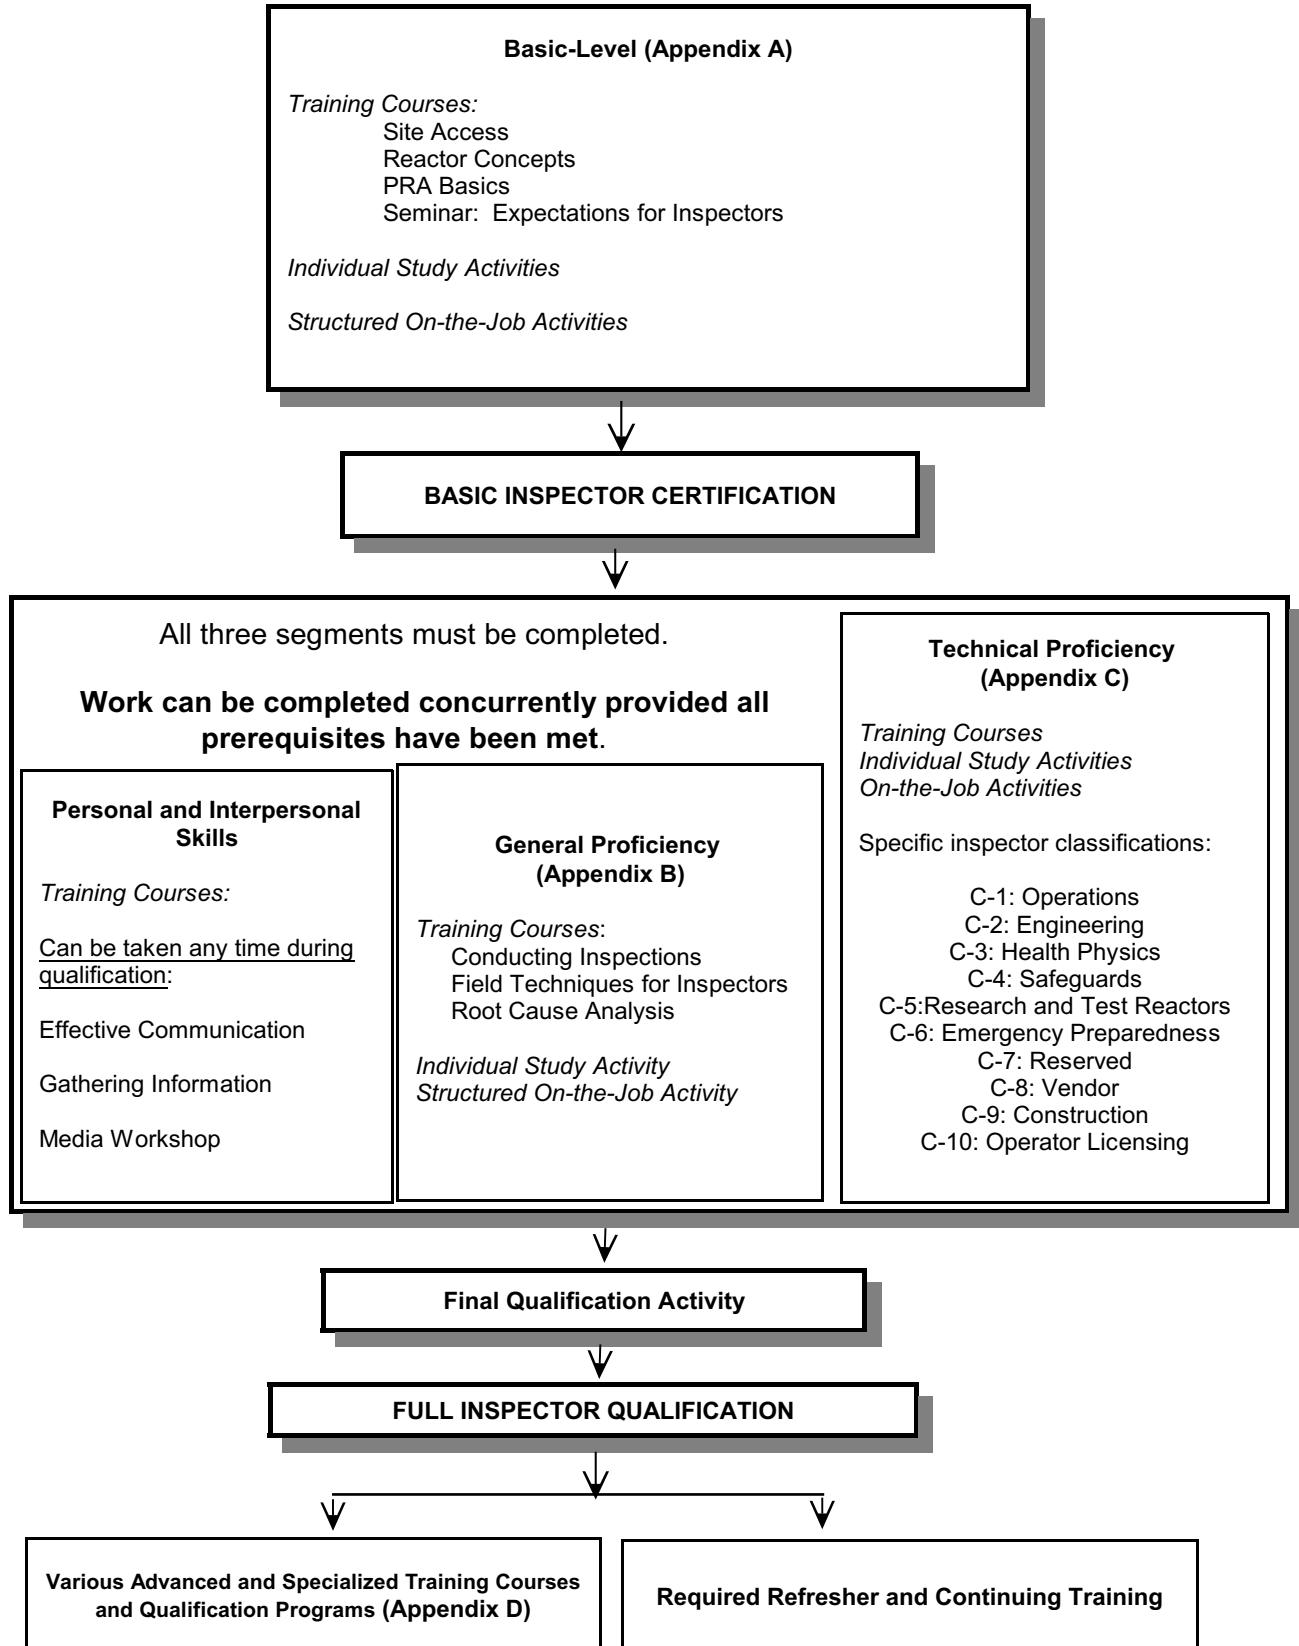 Basic-Level (Appendix A)
Training Courses:
Site Access
Reactor Concepts
PRA Basics
Seminar:  Expectations for Inspectors
Individual Study Activities
Structured On-the-Job Activities
BASIC INSPECTOR CERTIFICATION
All three segments must be completed.
Work can be completed concurrently provided all
prerequisites have been met.
Personal and Interpersonal
Skills
Training Courses:
Can be taken any time during
qualification:
Effective Communication
Gathering Information
Media Workshop
General Proficiency
(Appendix B)
Training Courses:
Conducting Inspections
Field Techniques for Inspectors
Root Cause Analysis
Individual Study Activity
Structured On-the-Job Activity
Technical Proficiency
(Appendix C)
Training Courses
Individual Study Activities
On-the-Job Activities
Specific inspector classifications:
C-1: Operations
C-2: Engineering
C-3: Health Physics
C-4: Safeguards
C-5:Research and Test Reactors
C-6: Emergency Preparedness
C-7: Reserved
C-8: Vendor
C-9: Construction
C-10: Operator Licensing
Final Qualification Activity
FULL INSPECTOR QUALIFICATION
Various Advanced and Specialized Training Courses
and Qualification Programs (Appendix D)
Required Refresher and Continuing Training